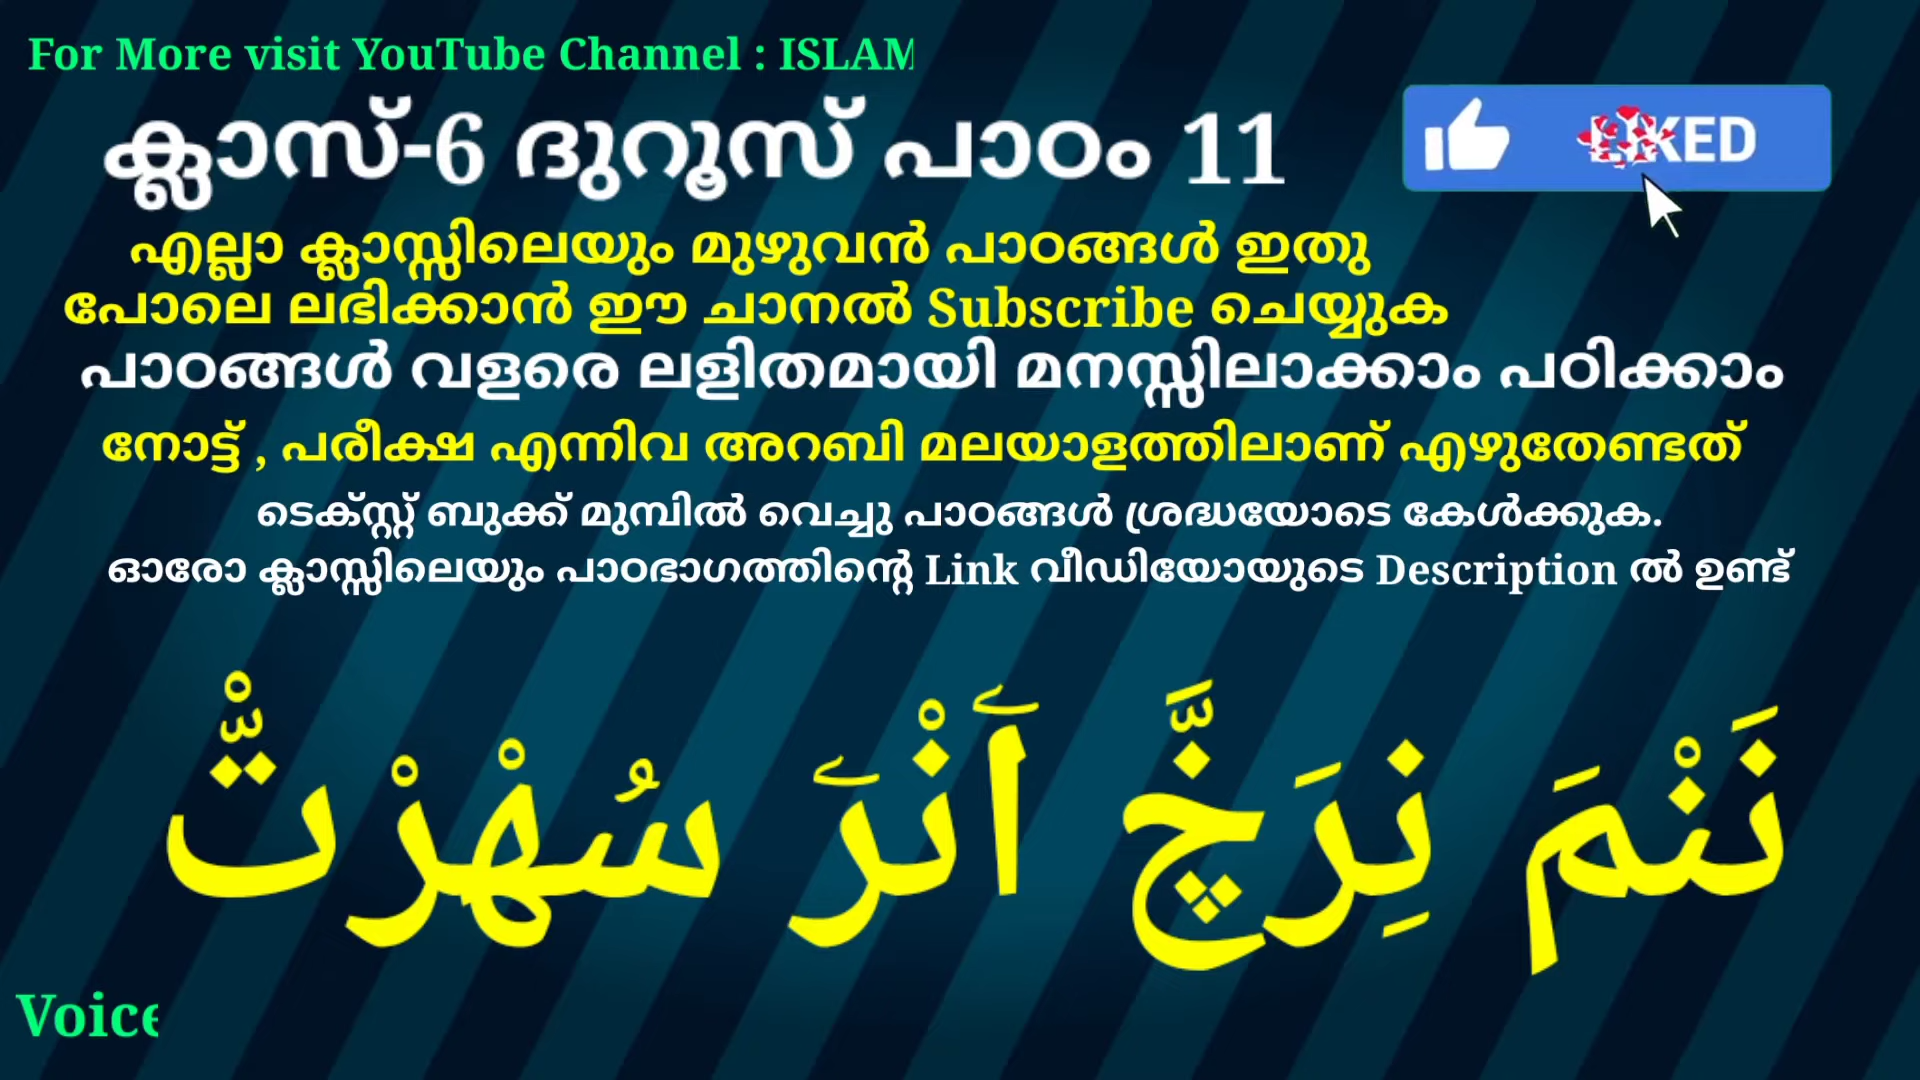 For More visit YouTube Channel : ISLAM
ക്ലാസ്-6 ദുറൂസ് പാഠം 11
LIKED
എല്ലാ ക്ലാസ്സിലെയും മുഴുവൻ പാഠങ്ങൾ ഇതു
പോലെ ലഭിക്കാൻ ഈ ചാനൽ Subscribe ചെയ്യുക
പാഠങ്ങൾ വളരെ ലളിതമായി മനസ്സിലാക്കാം പഠിക്കാം
നോട്ട് , പരീക്ഷ എന്നിവ അറബി മലയാളത്തിലാണ് എഴുതേണ്ടത്
ടെക്സ്റ്റ് ബുക്ക് മുമ്പിൽ വെച്ചു പാഠങ്ങൾ ശ്രദ്ധയോടെ കേൾക്കുക.
ഓരോ ക്ലാസ്സിലെയും പാഠഭാഗത്തിന്റെ Link വീഡിയോയുടെ Description ൽ ഉണ്ട്
نَنْمَ نِرَچَّ
Voice